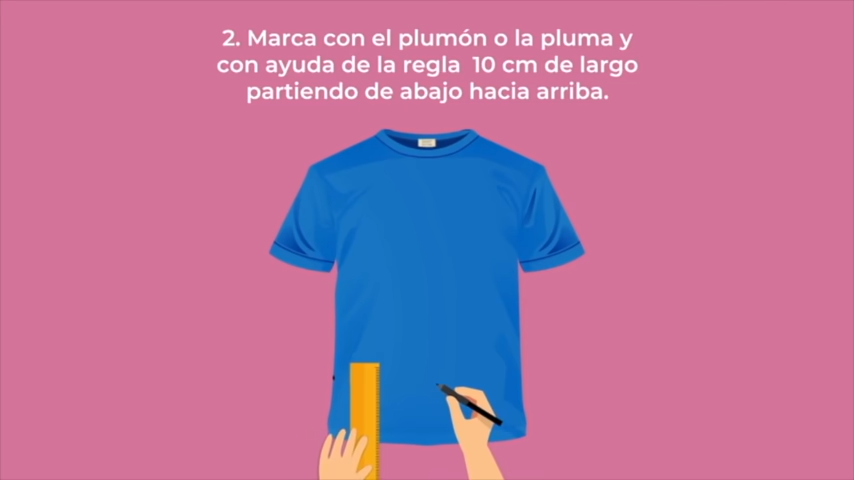 2. Marca con el plumón o la pluma y
con ayuda de la regla 10 cm de largo
partiendo de abajo hacia arriba.